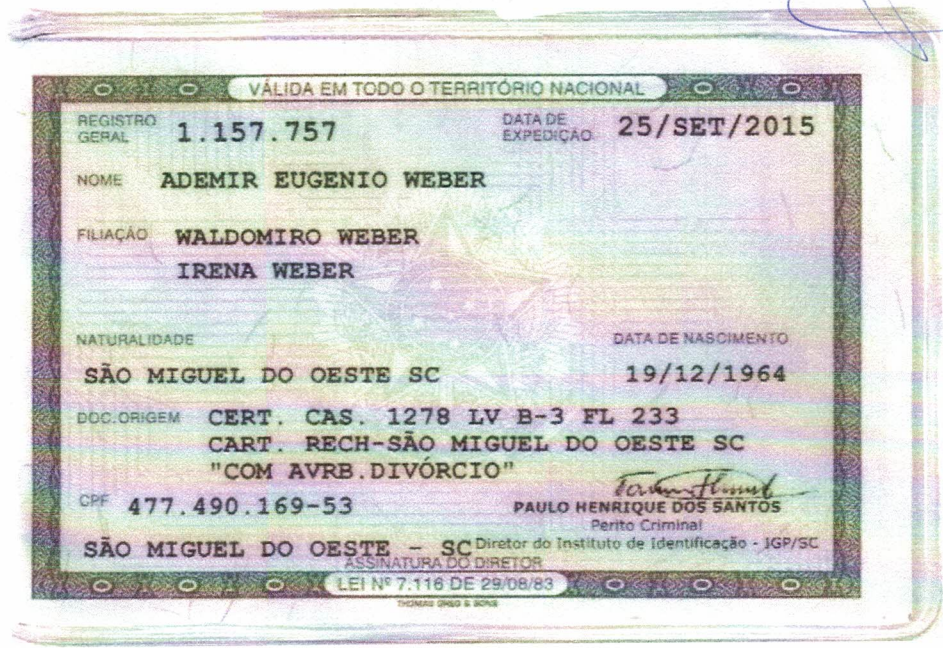 VÁLIDA EM TODO O TERRITÓRIO NACIONAL
REGISTRO GERAL 1.157.757 DATA DE EXPEDIÇÃO 25/SET/2015
NOME ADEMIR EUGENIO WEBER
FILIAÇÃO WALDOMIRO WEBER
IRENA WEBER
NATURALIDADE DATA DE NASCIMENTO
SÃO MIGUEL DO OESTE SC 19/12/1964
DOC.ORIGEM CERT. CAS. 1278 LV B-3 FL 233
CART. RECH-SÃO MIGUEL DO OESTE SC
"COM AVRB.DIVÓRCIO"
CPF 477.490.169-53
PAULO HENRIQUE DOS SANTOS
Perito Criminal
SÃO MIGUEL DO OESTE - SC Diretor do Instituto de Identificação - IGP/SC
ASSINATURA DO DIRETOR
LEI Nº 7.116 DE 29/08/83
THOMAS GREG & SONS